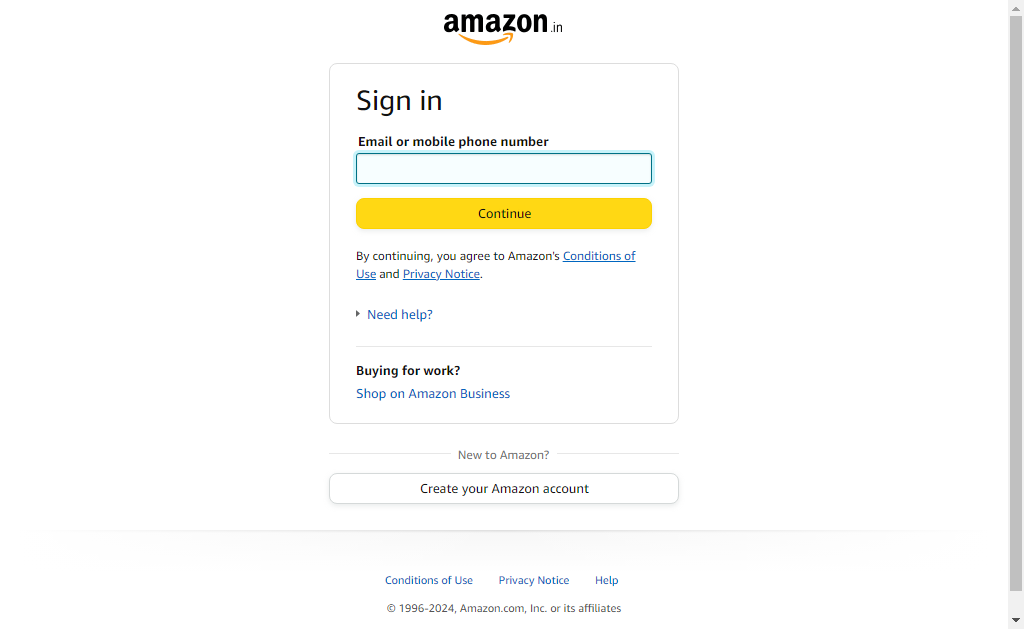 amazon.in
Sign in
Email or mobile phone number
Continue
By continuing, you agree to Amazon's Conditions of
Use and Privacy Notice.
Need help?
Buying for work?
Shop on Amazon Business
New to Amazon?
Create your Amazon account
Conditions of Use Privacy Notice Help
© 1996-2024, Amazon.com, Inc. or its affiliates